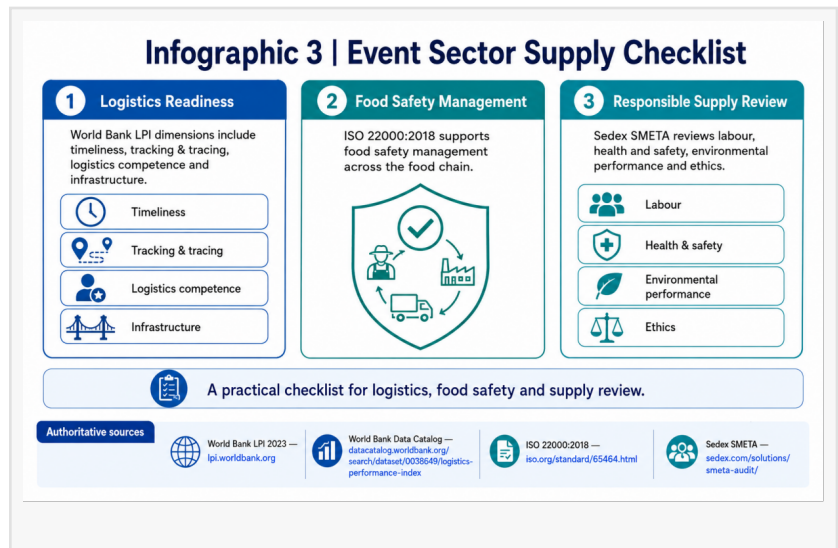 Infographic 3 | Event Sector Supply Checklist
1 Logistics Readiness
World Bank LPI dimensions include
timeliness, tracking & tracing,
logistics competence and
infrastructure.
Timeliness
Tracking & tracing
Logistics competence
Infrastructure
2 Food Safety Management
ISO 22000:2018 supports
food safety management
across the food chain.
3 Responsible Supply Review
Sedex SMETA reviews labour,
health and safety, environmental
performance and ethics.
Labour
Health & safety
Environmental
performance
Ethics
A practical checklist for logistics, food safety and supply review.
Authoritative sources
World Bank LPI 2023 —
lpi.worldbank.org
World Bank Data Catalog —
datacatalog.worldbank.org/
search/dataset/0038649/logistics-
performance-index
ISO 22000:2018 —
iso.org/standard/65464.html
Sedex SMETA —
sedex.com/solutions/
smeta-audit/